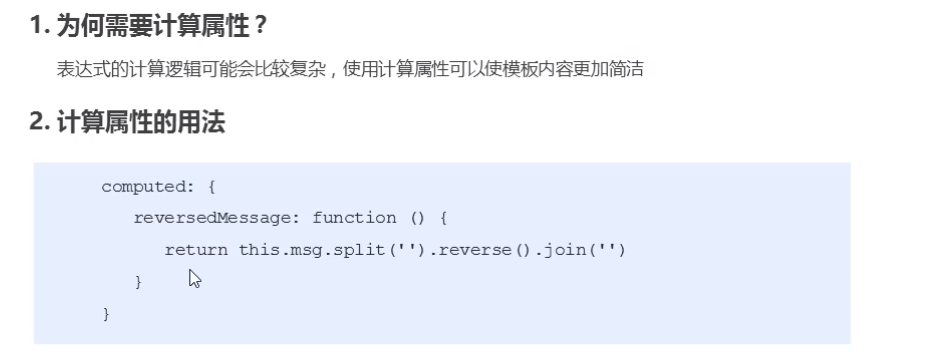 1. 为何需要计算属性？
表达式的计算逻辑可能会比较复杂，使用计算属性可以使模板内容更加简洁
2. 计算属性的用法
computed: {
reversedMessage: function () {
return this.msg.split('').reverse().join('')
}
}